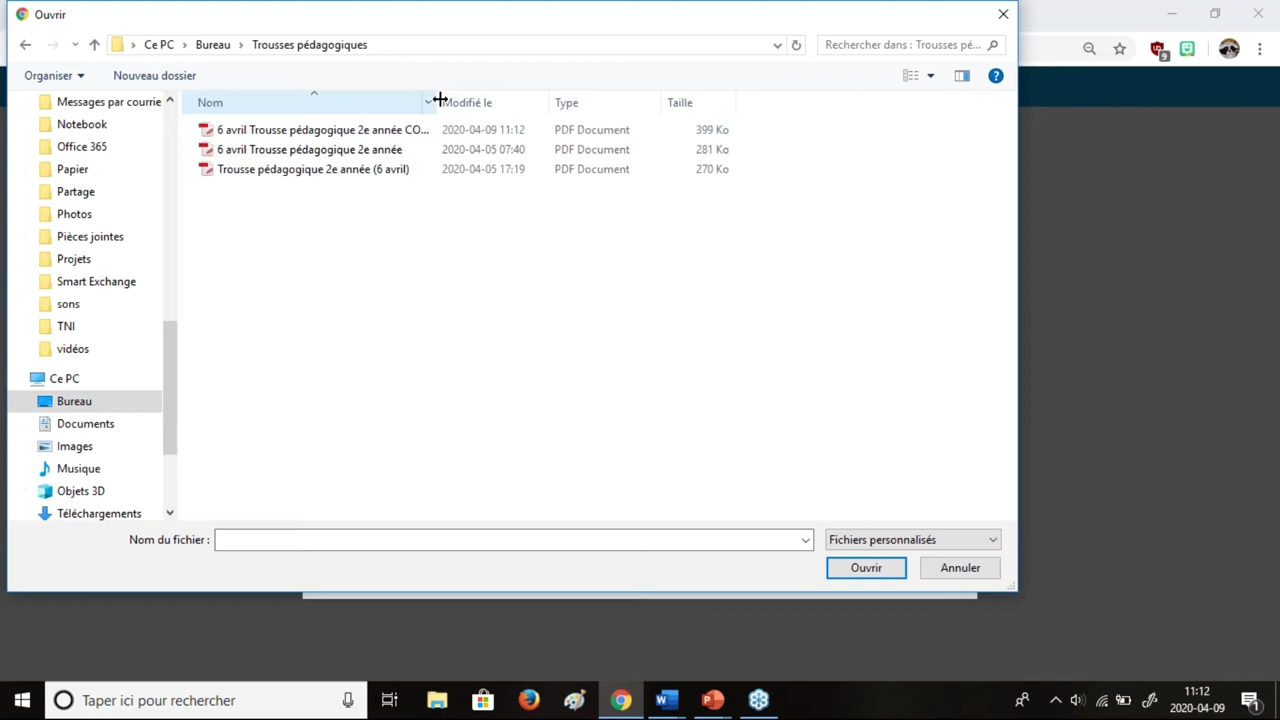 Ouvrir
Ce PC > Bureau > Trousses pédagogiques
Rechercher dans : Trousses pé...
9
Organiser
Nouveau dossier
?
Nom
Modifié le
Type
Taille
6 avril Trousse pédagogique 2e année CO...
2020-04-09 11:12
PDF Document
399 Ko
6 avril Trousse pédagogique 2e année
2020-04-05 07:40
PDF Document
281 Ko
Trousse pédagogique 2e année (6 avril)
2020-04-05 17:19
PDF Document
270 Ko
Messages par courrie
Notebook
Office 365
Papier
Partage
Photos
Pièces jointes
Projets
Smart Exchange
sons
TNI
vidéos
Ce PC
Bureau
Documents
Images
Musique
Objets 3D
Téléchargements
Nom du fichier :
Fichiers personnalisés
Ouvrir
Annuler
Taper ici pour rechercher
11:12
2020-04-09
1